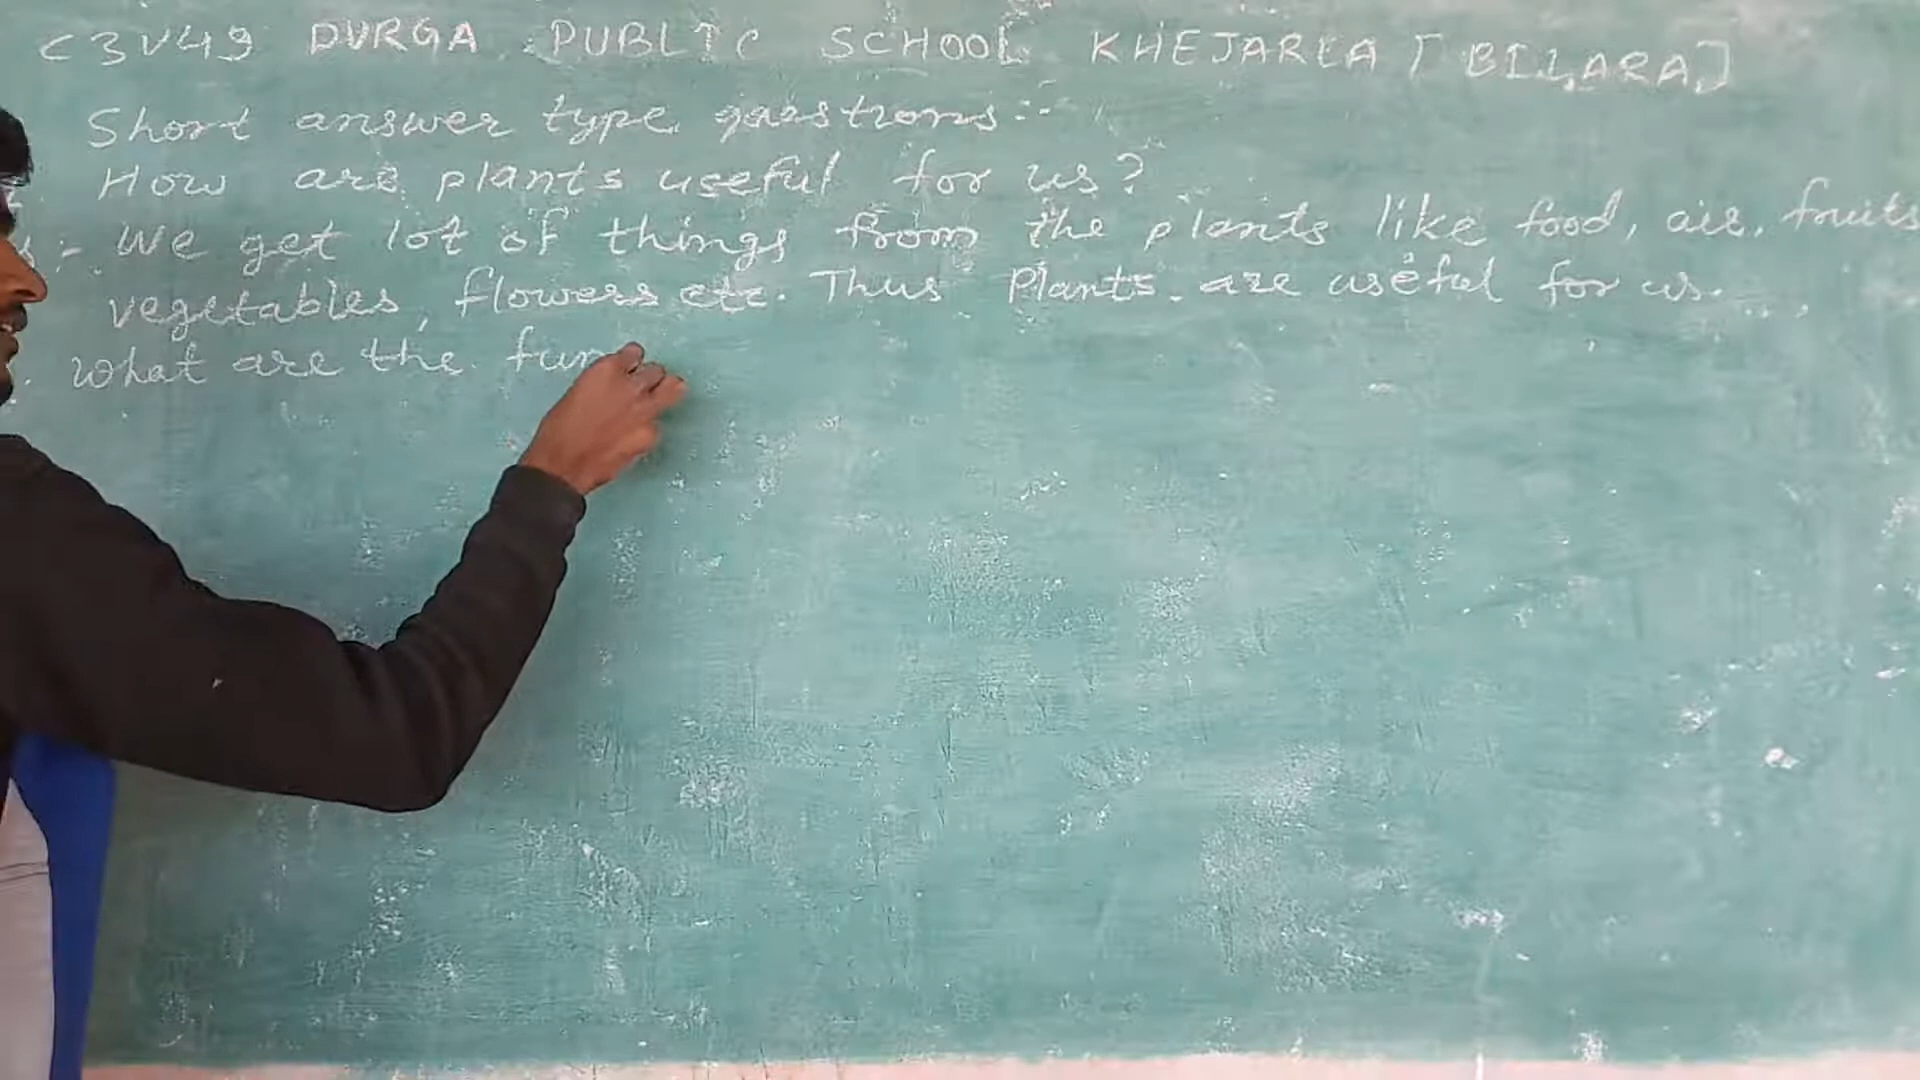 C3V49 DURGA PUBLIC SCHOOL KHEJARLA [BILARA]
Short answer type questions:-
How are plants useful for us?
We get lot of things from the plants like food, air, fruits
vegetables, flowers etc. Thus Plants are useful for us.
What are the fun